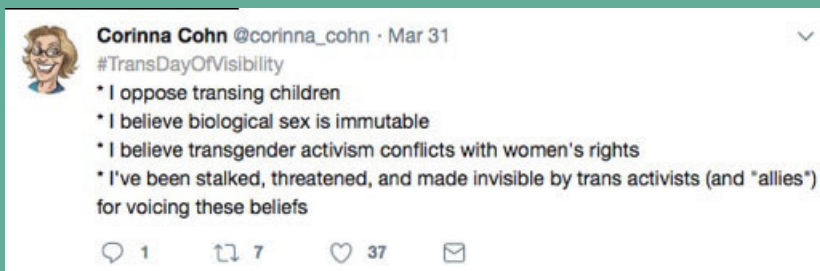 Corinna Cohn @corinna_cohn · Mar 31
#TransDayOfVisibility
* I oppose transing children
* I believe biological sex is immutable
* I believe transgender activism conflicts with women's rights
* I've been stalked, threatened, and made invisible by trans activists (and "allies")
for voicing these beliefs
1 7 37